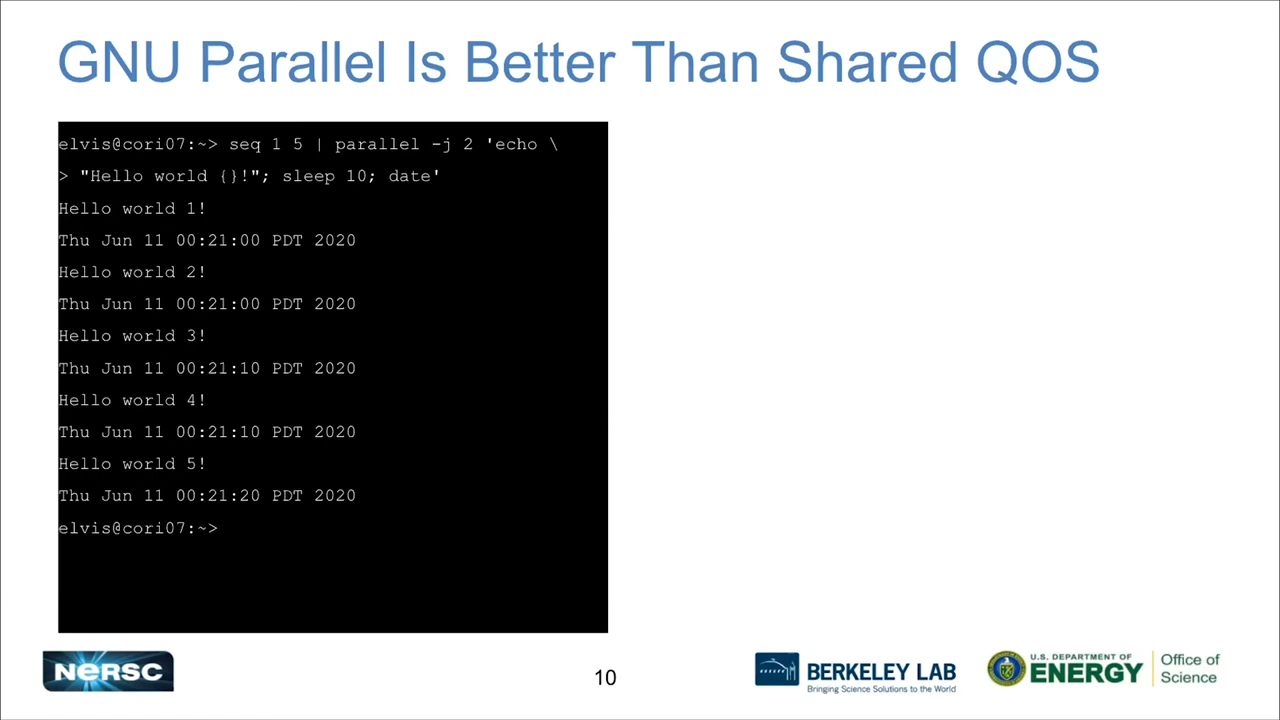 GNU Parallel Is Better Than Shared QOS
elvis@cori07:~> seq 1 5 | parallel -j 2 'echo \
> "Hello world {}!"; sleep 10; date'
Hello world 1!
Thu Jun 11 00:21:00 PDT 2020
Hello world 2!
Thu Jun 11 00:21:00 PDT 2020
Hello world 3!
Thu Jun 11 00:21:10 PDT 2020
Hello world 4!
Thu Jun 11 00:21:10 PDT 2020
Hello world 5!
Thu Jun 11 00:21:20 PDT 2020
elvis@cori07:~>
NERSC
10
BERKELEY LAB
Bringing Science Solutions to the World
U.S. DEPARTMENT OF
ENERGY
Office of
Science